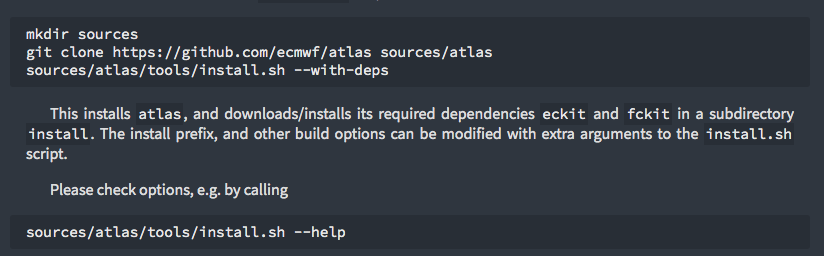 mkdir sources
git clone https://github.com/ecmwf/atlas sources/atlas
sources/atlas/tools/install.sh --with-deps
This installs atlas, and downloads/installs its required dependencies eckit and fckit in a subdirectory
install. The install prefix, and other build options can be modified with extra arguments to the install.sh
script.
Please check options, e.g. by calling
sources/atlas/tools/install.sh --help